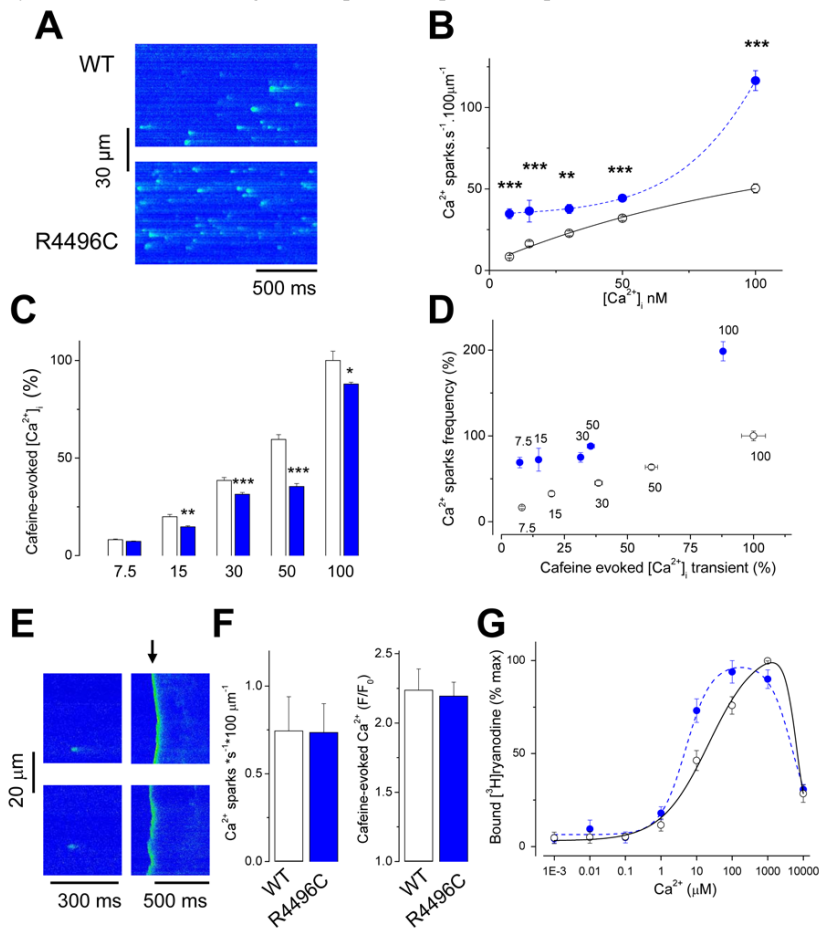 A
WT
30 µm
R4496C
500 ms
B
Ca²⁺ sparks.s⁻¹.100µm⁻¹
100
50
0
***
***
**
***
***
0
50
100
[Ca²⁺]ᵢ nM
C
Cafeine-evoked [Ca²⁺]ᵢ (%)
100
50
0
**
***
***
*
7.5
15
30
50
100
D
Ca²⁺ sparks frequency (%)
200
100
0
100
7.5
15
30
50
7.5
15
30
50
100
0
25
50
75
100
Cafeine evoked [Ca²⁺]ᵢ transient (%)
E
20 µm
300 ms
500 ms
F
Ca²⁺ sparks *s⁻¹*100 µm⁻¹
1.0
0.5
0.0
WT
R4496C
Cafeine-evoked Ca²⁺ (F/F₀)
2.5
2.0
1.5
1.0
WT
R4496C
G
Bound [³H]ryanodine (% max)
100
50
0
1E-3
0.01
0.1
1
10
100
1000
10000
Ca²⁺ (µM)